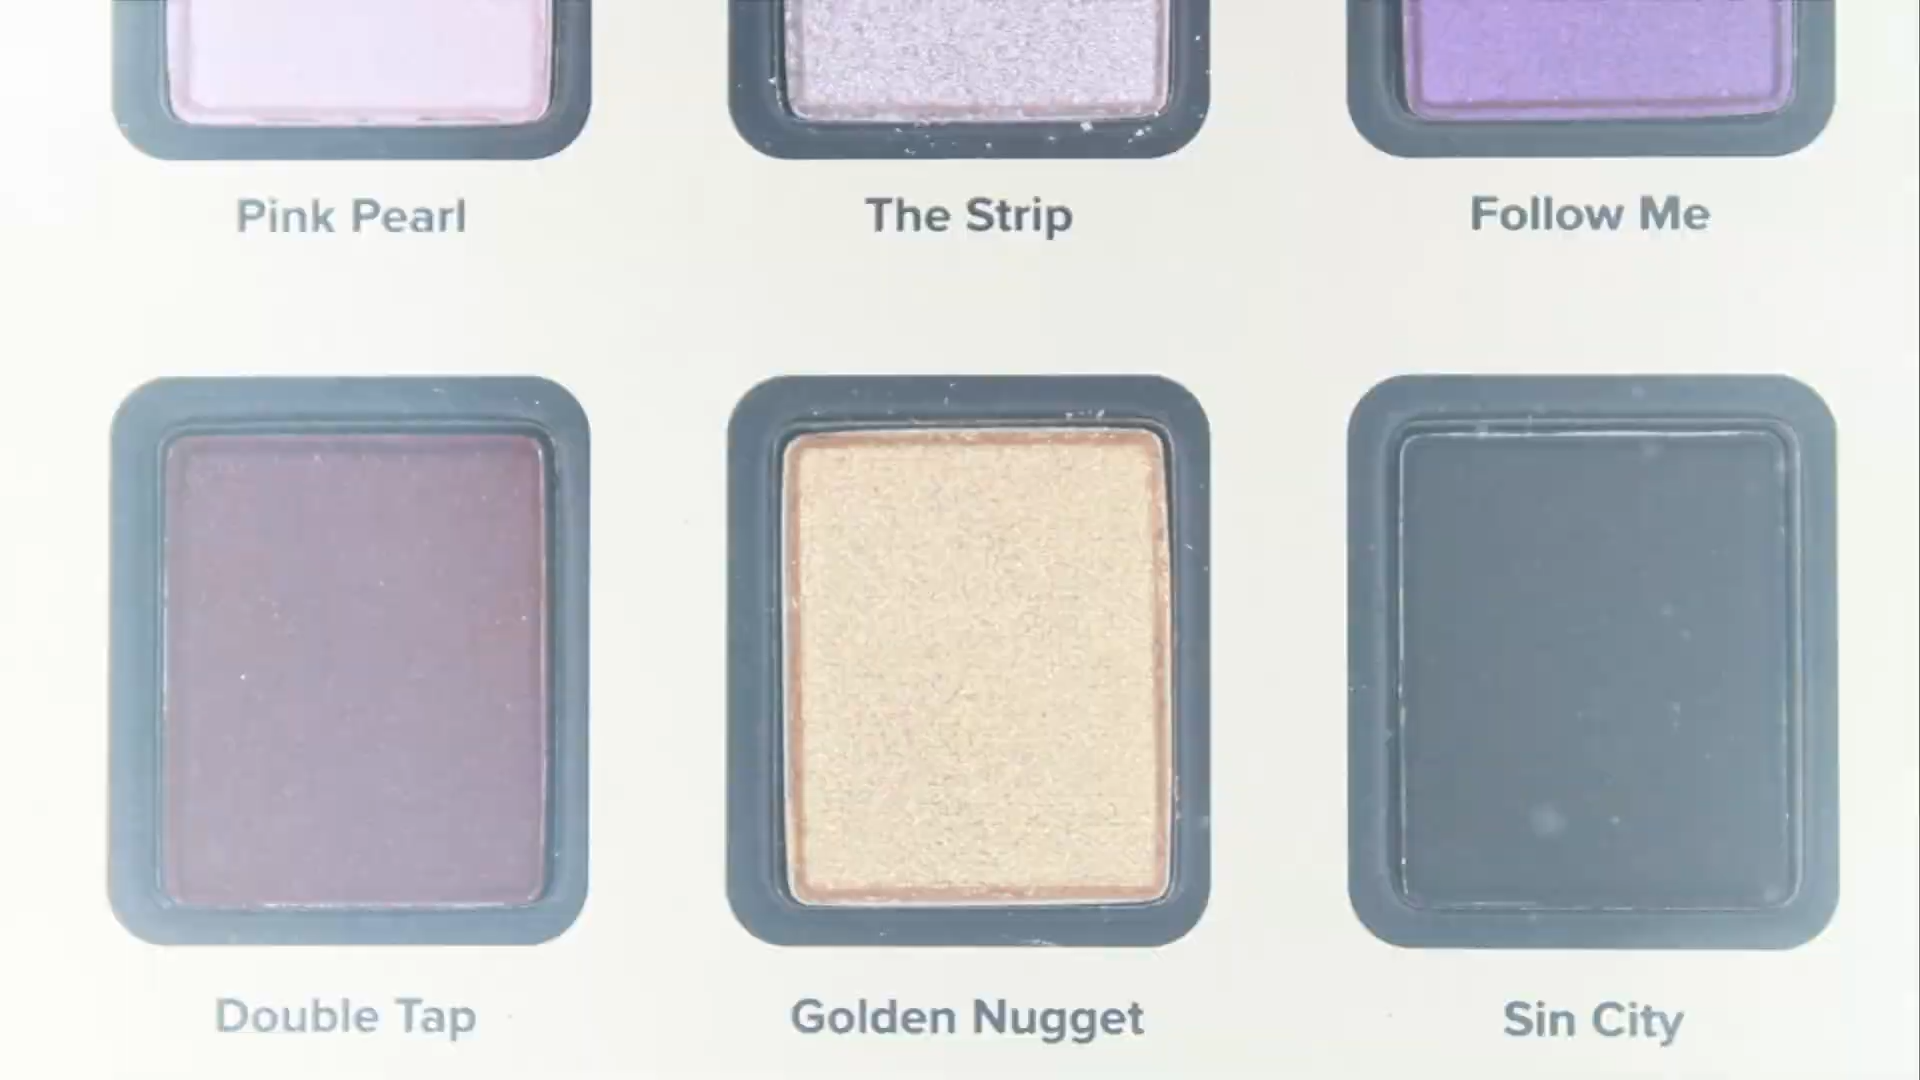 Pink Pearl
The Strip
Follow Me
Double Tap
Golden Nugget
Sin City